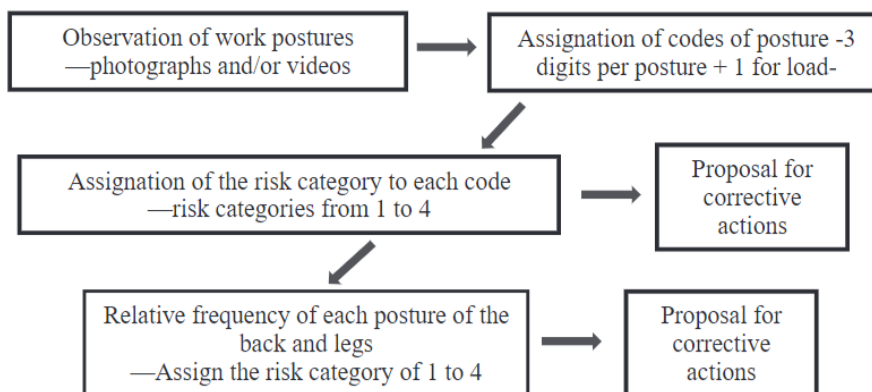 Observation of work postures
—photographs and/or videos
Assignation of codes of posture -3
digits per posture + 1 for load-
Assignation of the risk category to each code
—risk categories from 1 to 4
Proposal for
corrective
actions
Relative frequency of each posture of the
back and legs
—Assign the risk category of 1 to 4
Proposal for
corrective
actions